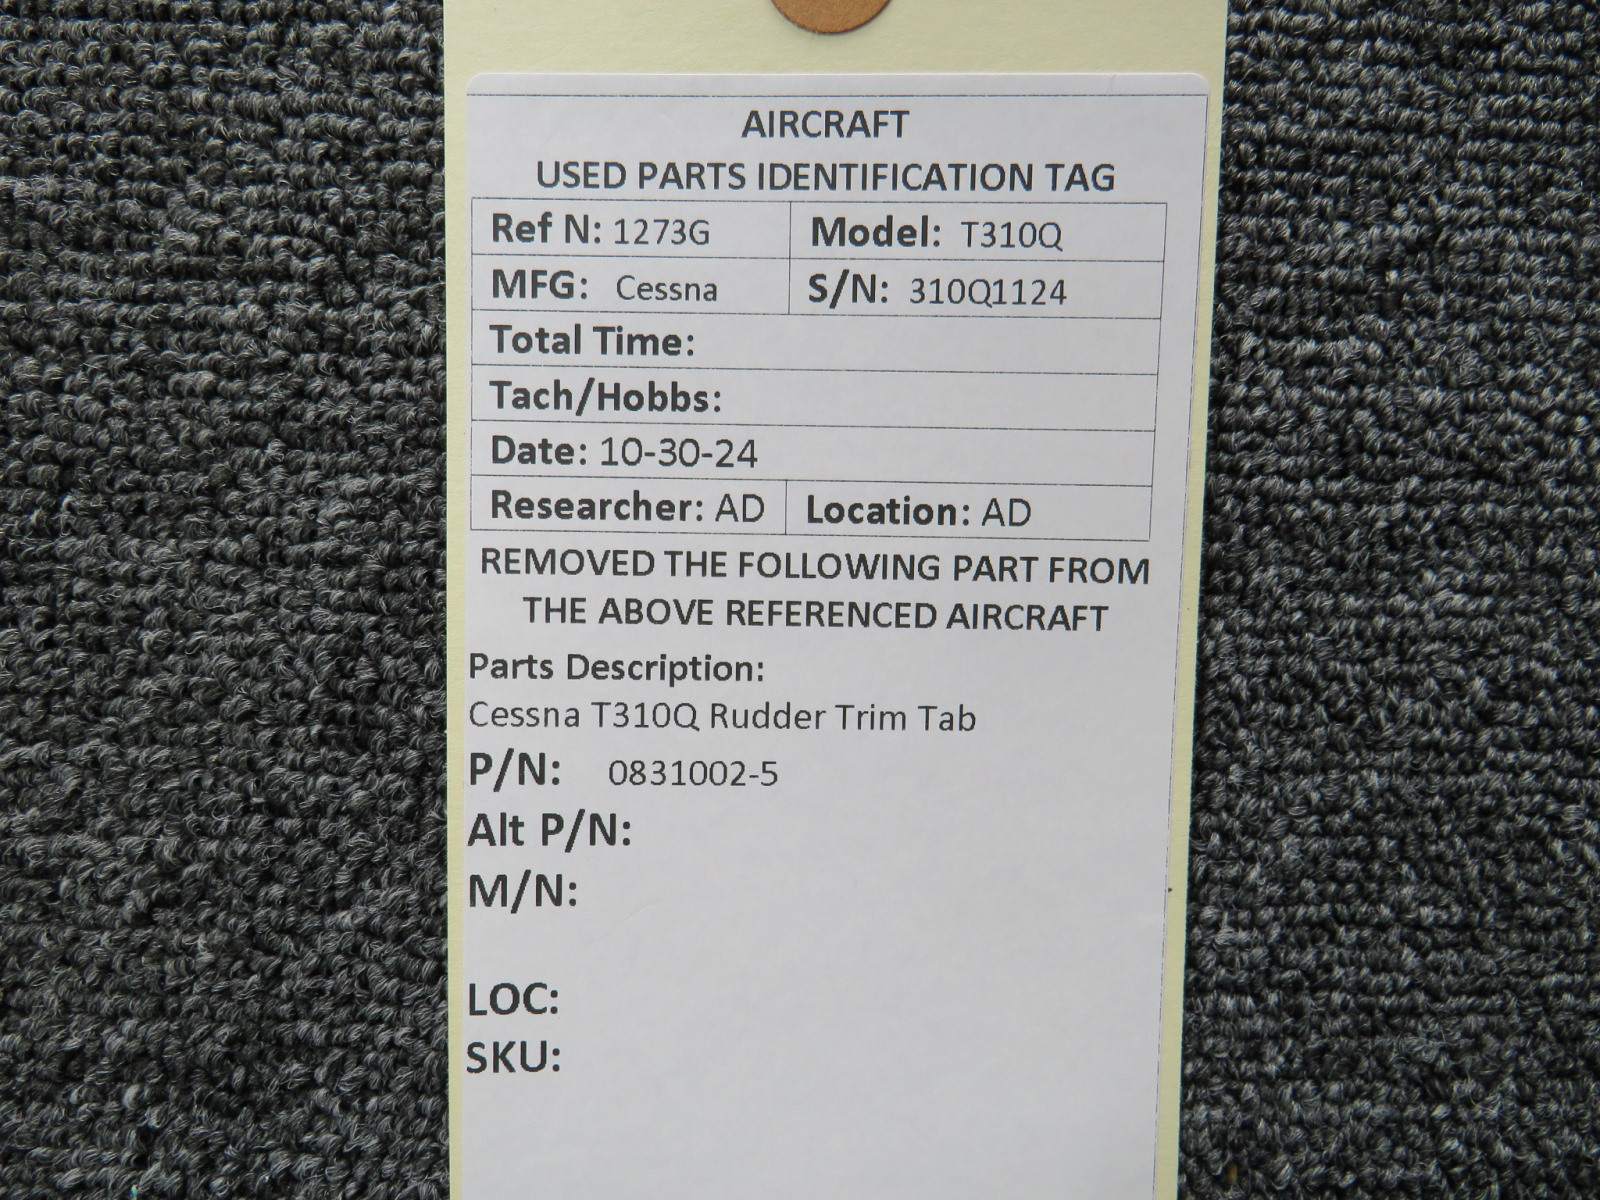 AIRCRAFT
USED PARTS IDENTIFICATION TAG
Ref N: 1273G Model: T310Q
MFG: Cessna S/N: 310Q1124
Total Time:
Tach/Hobbs:
Date: 10-30-24
Researcher: AD Location: AD
REMOVED THE FOLLOWING PART FROM
THE ABOVE REFERENCED AIRCRAFT
Parts Description:
Cessna T310Q Rudder Trim Tab
P/N: 0831002-5
Alt P/N:
M/N:
LOC:
SKU: